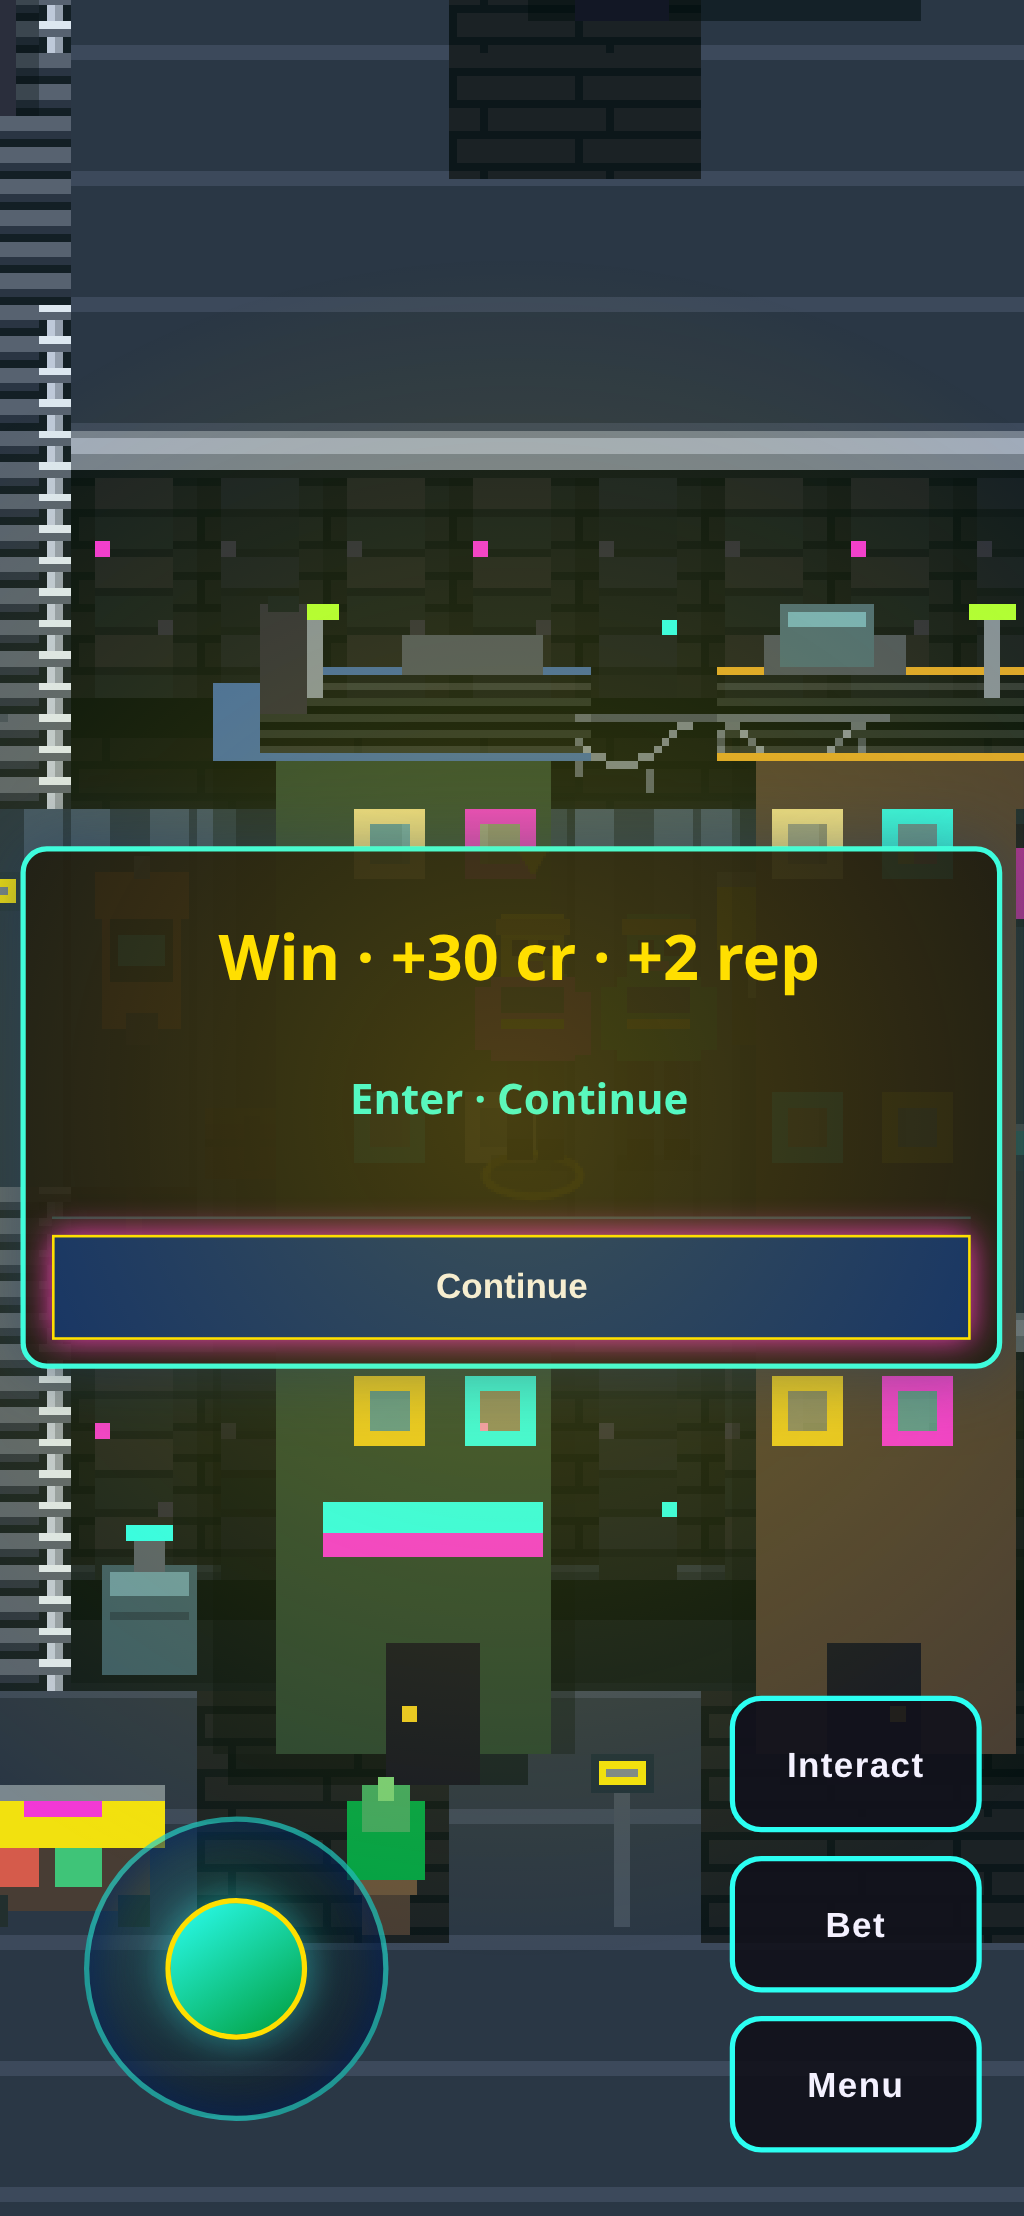 Win · +30 cr · +2 rep
Enter · Continue
Continue
Interact
Bet
Menu